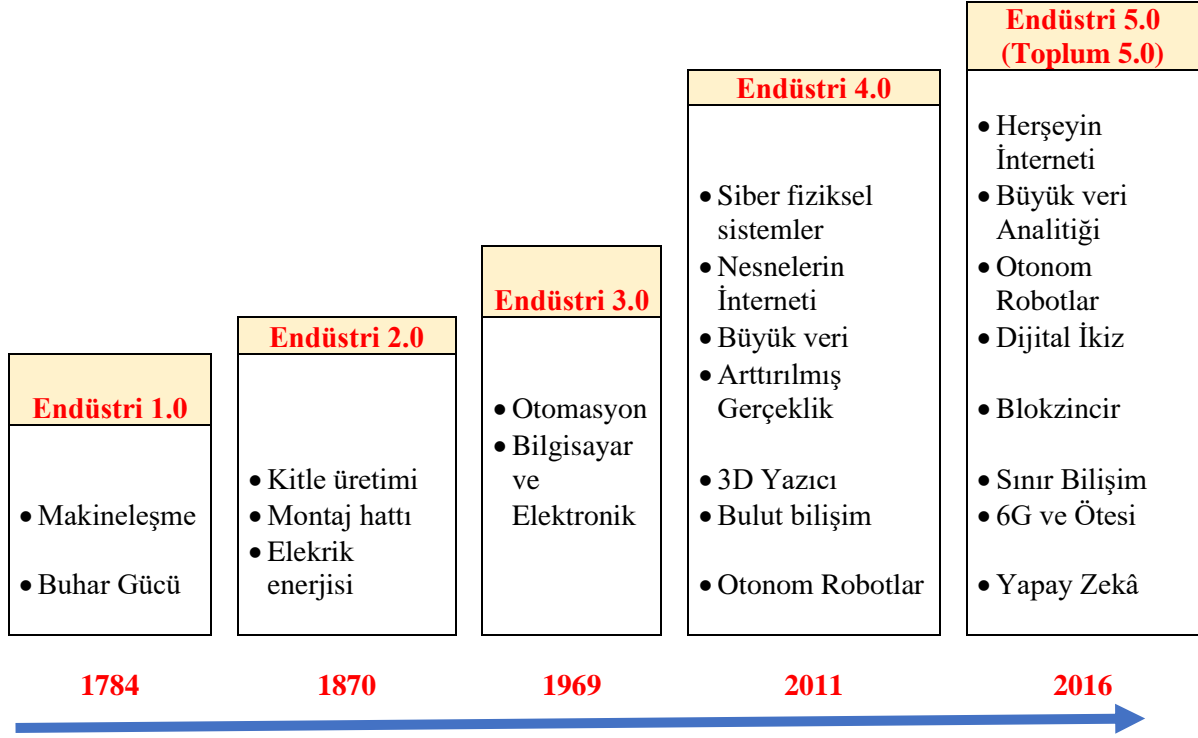 Endüstri 1.0
• Makineleşme
• Buhar Gücü
1784
Endüstri 2.0
• Kitle üretimi
• Montaj hattı
• Elekrik
enerjisi
1870
Endüstri 3.0
• Otomasyon
• Bilgisayar
ve
Elektronik
1969
Endüstri 4.0
• Siber fiziksel
sistemler
• Nesnelerin
İnterneti
• Büyük veri
• Arttırılmış
Gerçeklik
• 3D Yazıcı
• Bulut bilişim
• Otonom Robotlar
2011
Endüstri 5.0
(Toplum 5.0)
• Herşeyin
İnterneti
• Büyük veri
Analitiği
• Otonom
Robotlar
• Dijital İkiz
• Blokzincir
• Sınır Bilişim
• 6G ve Ötesi
• Yapay Zekâ
2016